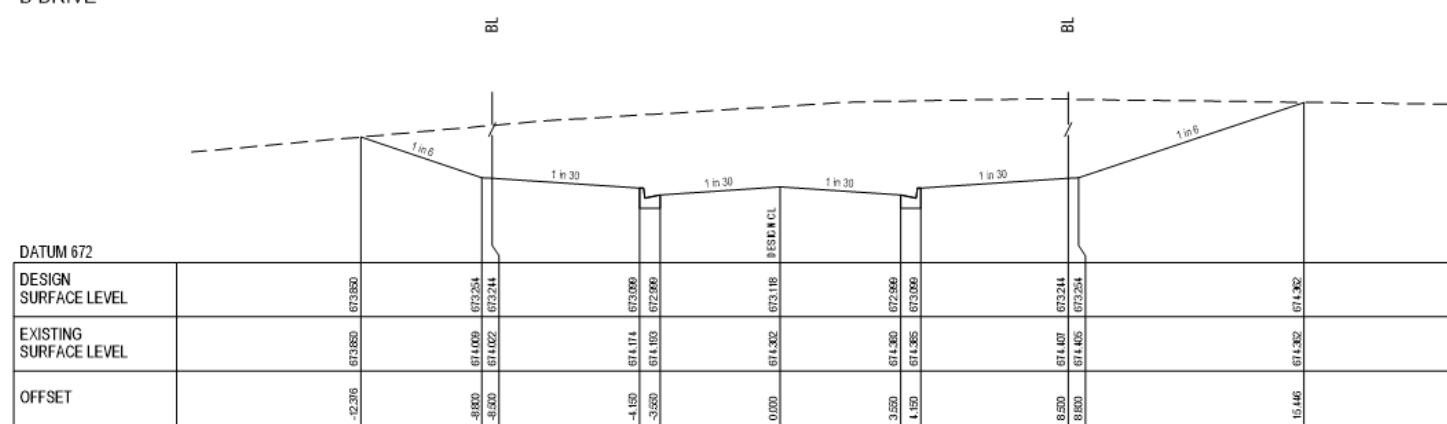 DRIVE
BL
BL
1 in 6
1 in 30
1 in 30
1 in 30
1 in 30
1 in 6
DESIGN CL
DATUM 672
DESIGN
SURFACE LEVEL
673.850
673.254
673.244
673.099
672.999
673.118
672.999
673.099
673.244
673.254
674.362
EXISTING
SURFACE LEVEL
673.850
674.009
674.022
674.174
674.193
674.302
674.380
674.385
674.407
674.405
674.362
OFFSET
-12.376
-8.800
-8.500
-4.150
-3.550
0.000
3.550
4.150
8.500
8.800
15.446